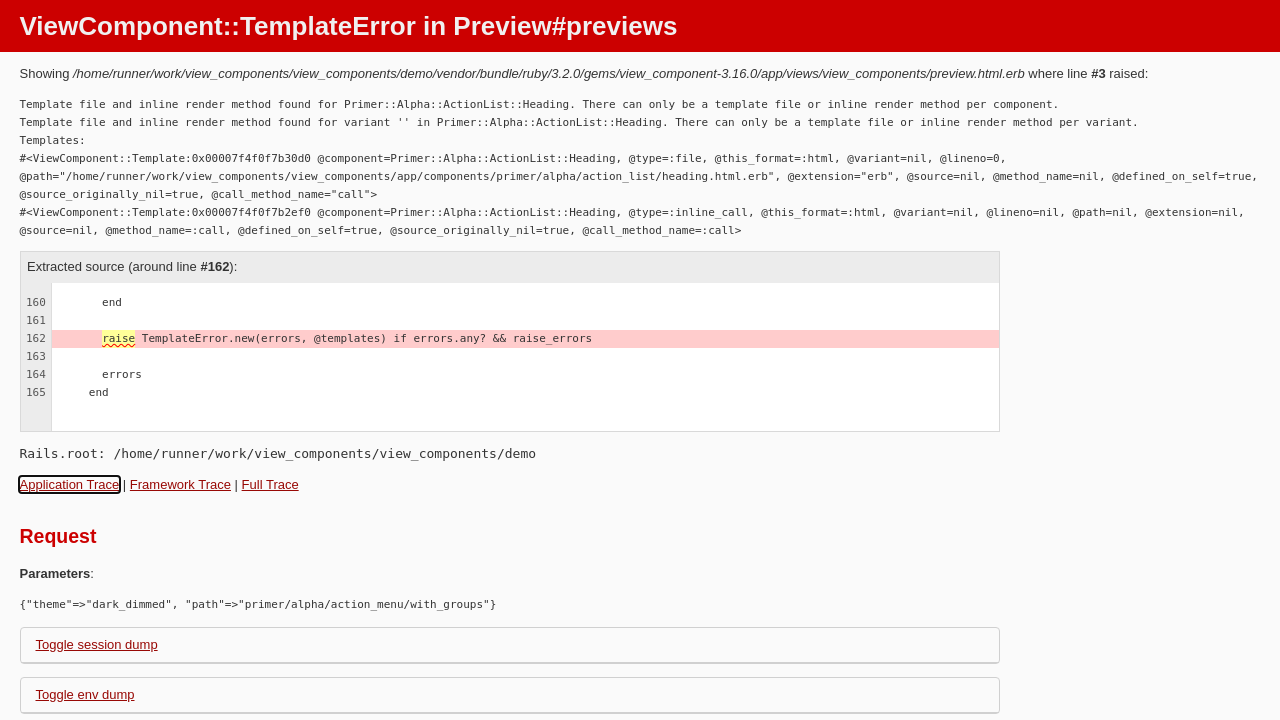 ViewComponent::TemplateError in Preview#previews
Showing /home/runner/work/view_components/view_components/demo/vendor/bundle/ruby/3.2.0/gems/view_component-3.16.0/app/views/view_components/preview.html.erb where line #3 raised:
Template file and inline render method found for Primer::Alpha::ActionList::Heading. There can only be a template file or inline render method per component.
Template file and inline render method found for variant '' in Primer::Alpha::ActionList::Heading. There can only be a template file or inline render method per variant.
Templates:
#<ViewComponent::Template:0x00007f4f0f7b30d0 @component=Primer::Alpha::ActionList::Heading, @type=:file, @this_format=:html, @variant=nil, @lineno=0,
@path="/home/runner/work/view_components/view_components/app/components/primer/alpha/action_list/heading.html.erb", @extension="erb", @source=nil, @method_name=nil, @defined_on_self=true,
@source_originally_nil=true, @call_method_name="call">
#<ViewComponent::Template:0x00007f4f0f7b2ef0 @component=Primer::Alpha::ActionList::Heading, @type=:inline_call, @this_format=:html, @variant=nil, @lineno=nil, @path=nil, @extension=nil,
@source=nil, @method_name=:call, @defined_on_self=true, @source_originally_nil=true, @call_method_name=:call>
Extracted source (around line #162):
160 end
161
162 raise TemplateError.new(errors, @templates) if errors.any? && raise_errors
163
164 errors
165 end
Rails.root: /home/runner/work/view_components/view_components/demo
Application Trace | Framework Trace | Full Trace
Request
Parameters:
{"theme"=>"dark_dimmed", "path"=>"primer/alpha/action_menu/with_groups"}
Toggle session dump
Toggle env dump